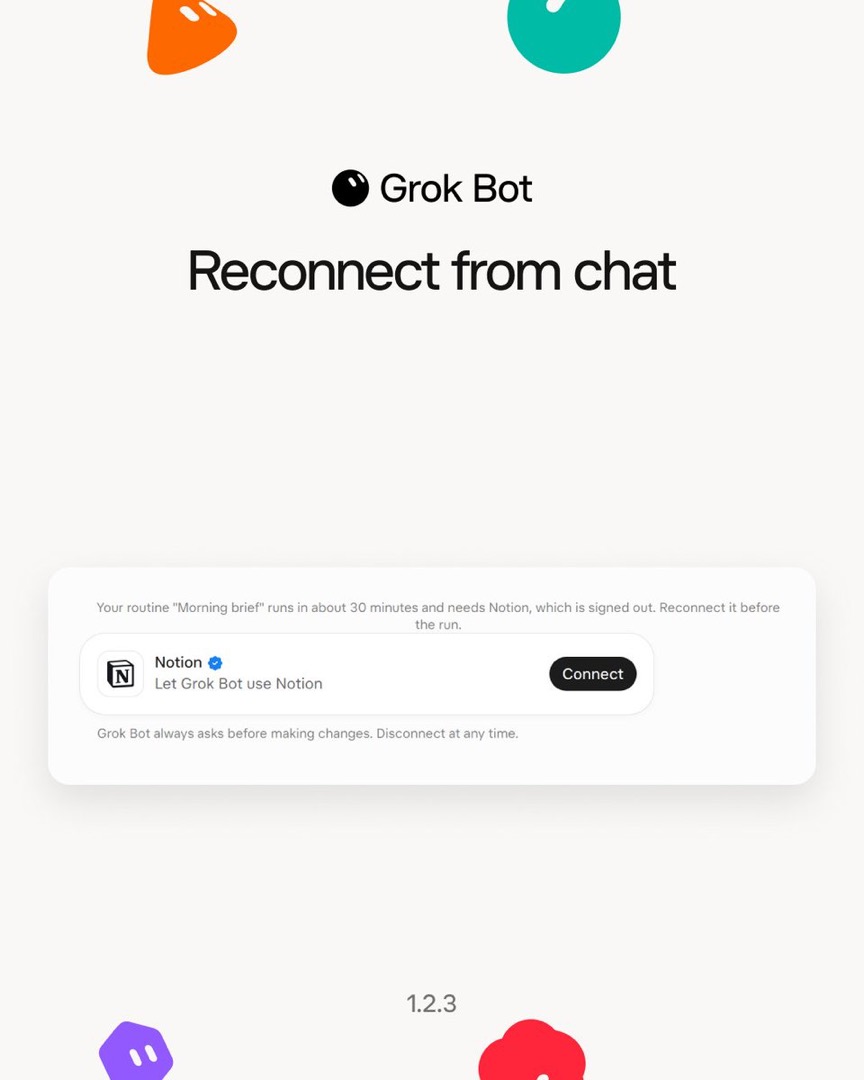 Grok Bot
Reconnect from chat
Your routine "Morning brief" runs in about 30 minutes and needs Notion, which is signed out. Reconnect it before
the run.
N
Notion
Let Grok Bot use Notion
Connect
Grok Bot always asks before making changes. Disconnect at any time.
1.2.3